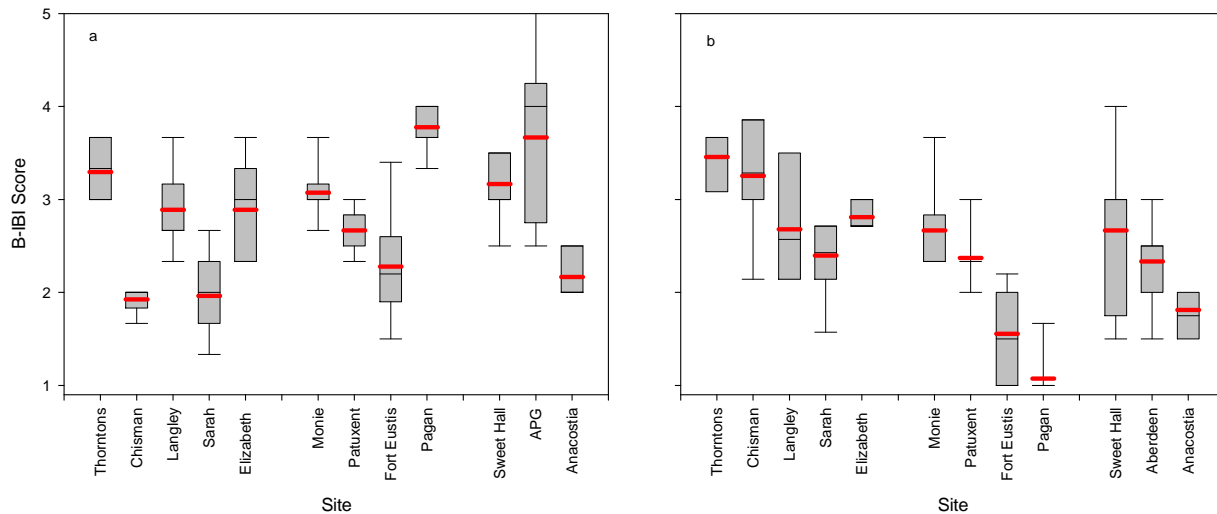 a
5
4
3
2
1
B-IBI Score
Thorntons
Chisman
Langley
Sarah
Elizabeth
Monie
Patuxent
Fort Eustis
Pagan
Sweet Hall
APG
Anacostia
Site
b
Thorntons
Chisman
Langley
Sarah
Elizabeth
Monie
Patuxent
Fort Eustis
Pagan
Sweet Hall
Aberdeen
Anacostia
Site